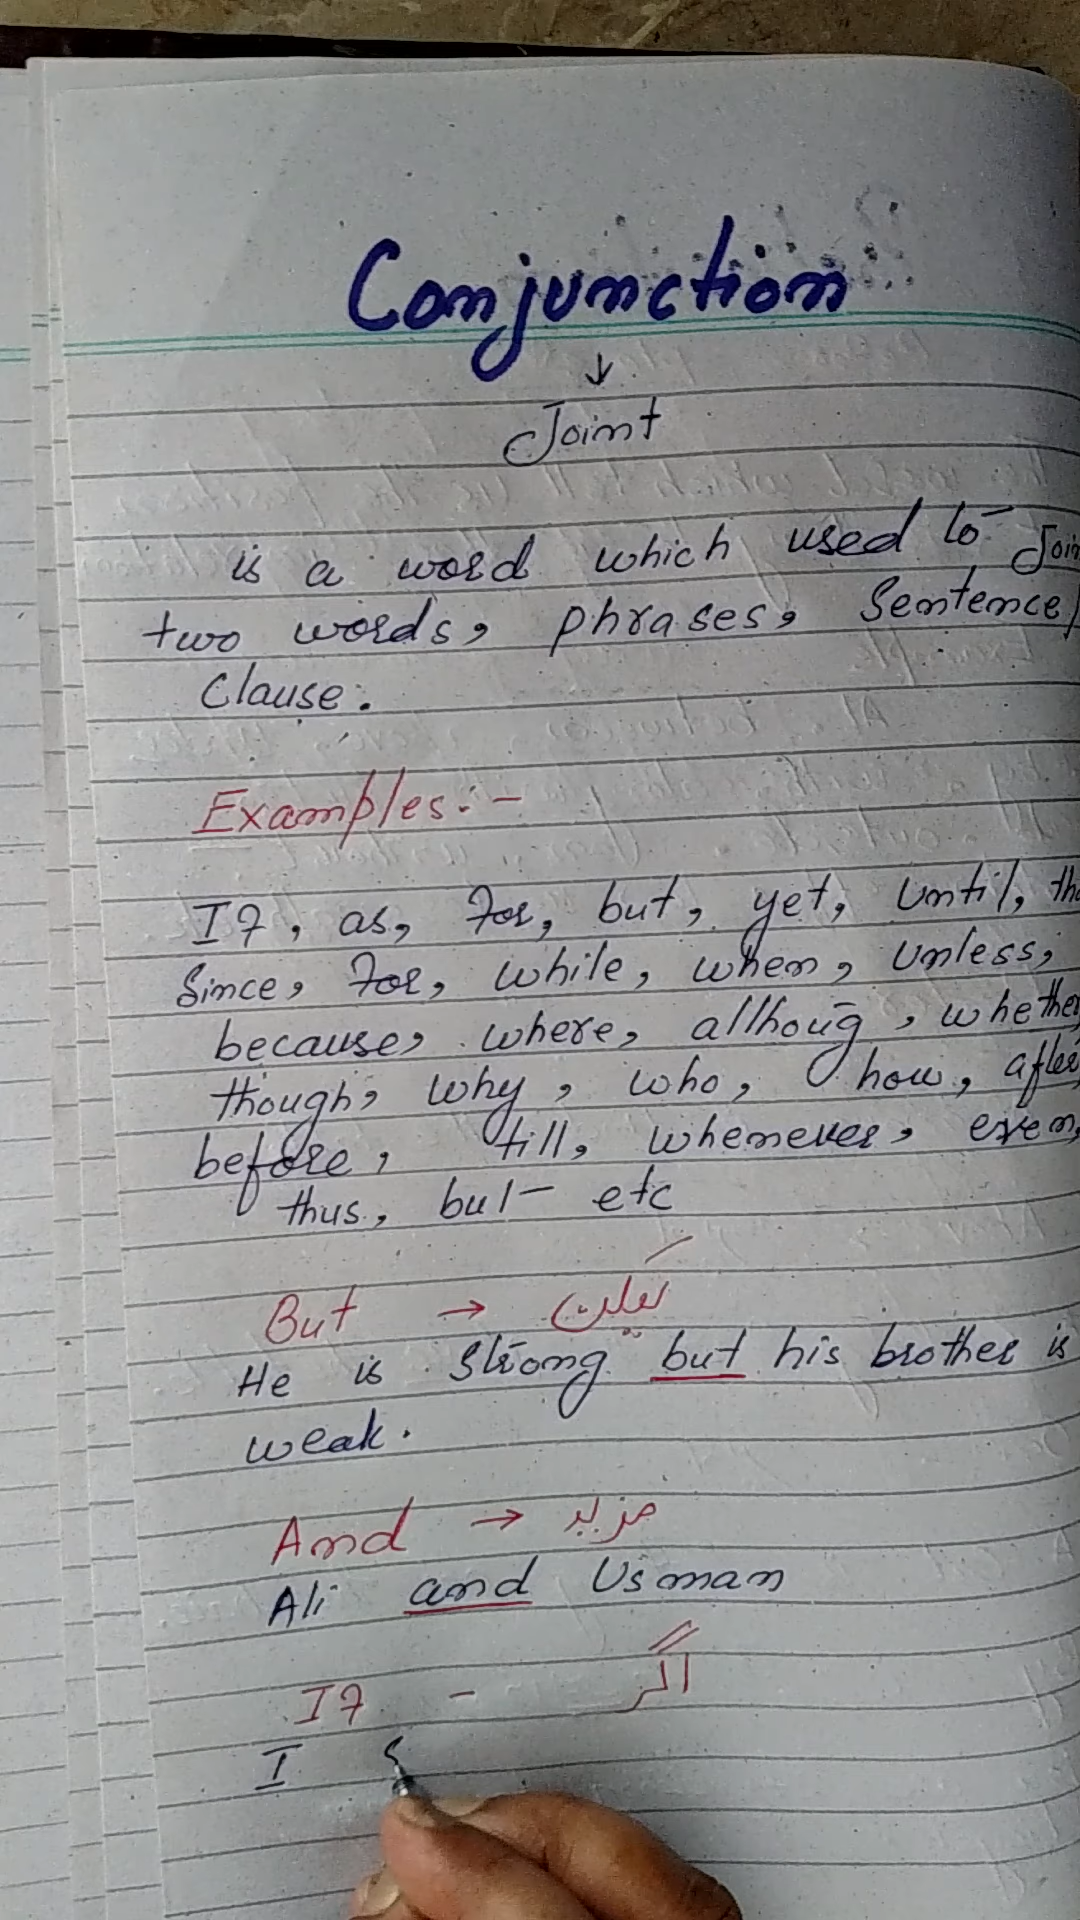 Conjunction
↓
Joint
is a word which used to Join
two words, phrases, Sentence,
Clause.
Examples:-
If, as, for, but, yet, Until,
Since, for, while, when, Unless,
because, where, allhoug, whether
though, why, who, how, after
before, till, whenever, even,
thus, but etc
But → لیکن
He is strong but his brother is
weak.
And → مزید
Ali and Usman
If - اگر
I